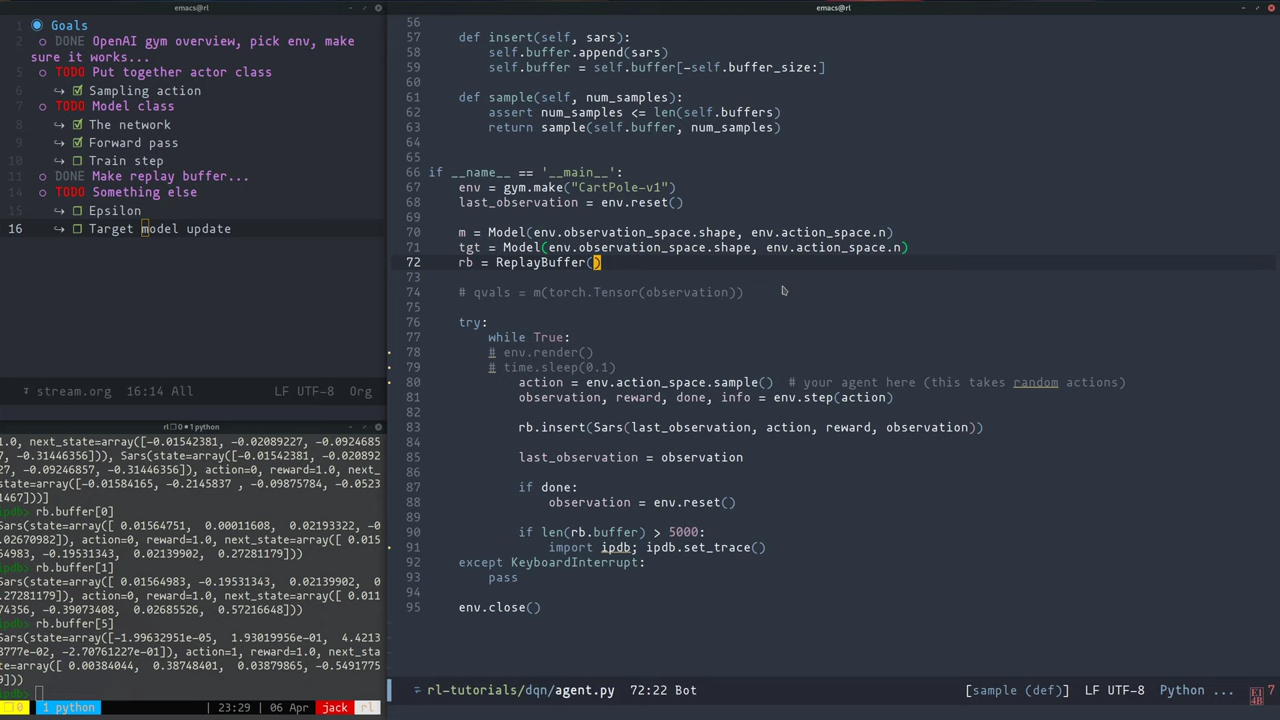 emacs@rl
1 Goals
2 DONE OpenAI gym overview, pick env, make
sure it works...
5 TODO Put together actor class
6 ↪ ☑ Sampling action
7 TODO Model class
8 ↪ ☑ The network
9 ↪ ☑ Forward pass
10 ↪ ☐ Train step
11 DONE Make replay buffer...
14 TODO Something else
15 ↪ ☐ Epsilon
16 ↪ ☐ Target model update
stream.org 16:14 All LF UTF-8 Org
rl 0 1 python
1.0, next_state=array([-0.01542381, -0.02089227, -0.0924685
7, -0.31446356])), Sars(state=array([-0.01542381, -0.020892
27, -0.09246857, -0.31446356]), action=0, reward=1.0, next_
state=array([-0.01584165, -0.2145837 , -0.09875784, -0.0523
1467]))]
ipdb> rb.buffer[0]
Sars(state=array([ 0.01564751, 0.00011608, 0.02193322, -0
.02670982]), action=0, reward=1.0, next_state=array([ 0.015
64983, -0.19531343, 0.02139902, 0.27281179]))
ipdb> rb.buffer[1]
Sars(state=array([ 0.01564983, -0.19531343, 0.02139902, 0.
27281179]), action=0, reward=1.0, next_state=array([ 0.011
74356, -0.39073408, 0.02685526, 0.57216648]))
ipdb> rb.buffer[5]
Sars(state=array([-1.99632951e-05, 1.93019956e-01, 4.4213
8777e-02, -2.70761227e-01]), action=1, reward=1.0, next_st
ate=array([ 0.00384044, 0.38748401, 0.03879865, -0.5491775
9]))
ipdb>
0 1 python 23:29 06 Apr jack rl
emacs@rl
56
57 def insert(self, sars):
58 self.buffer.append(sars)
59 self.buffer = self.buffer[-self.buffer_size:]
60
61 def sample(self, num_samples):
62 assert num_samples <= len(self.buffers)
63 return sample(self.buffer, num_samples)
64
65
66 if __name__ == '__main__':
67 env = gym.make("CartPole-v1")
68 last_observation = env.reset()
69
70 m = Model(env.observation_space.shape, env.action_space.n)
71 tgt = Model(env.observation_space.shape, env.action_space.n)
72 rb = ReplayBuffer()
73
74 # qvals = m(torch.Tensor(observation))
75
76 try:
77 while True:
78 # env.render()
79 # time.sleep(0.1)
80 action = env.action_space.sample() # your agent here (this takes random actions)
81 observation, reward, done, info = env.step(action)
82
83 rb.insert(Sars(last_observation, action, reward, observation))
84
85 last_observation = observation
86
87 if done:
88 observation = env.reset()
89
90 if len(rb.buffer) > 5000:
91 import ipdb; ipdb.set_trace()
92 except KeyboardInterrupt:
93 pass
94
95 env.close()
rl-tutorials/dqn/agent.py 72:22 Bot [sample (def)] LF UTF-8 Python ... 7